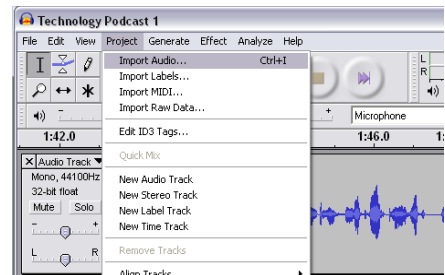 Technology Podcast 1
File Edit View Project Generate Effect Analyze Help
Import Audio... Ctrl+I
Import Labels...
Import MIDI...
Import Raw Data...
Edit ID3 Tags...
Quick Mix
New Audio Track
New Stereo Track
New Label Track
New Time Track
Remove Tracks
Align Tracks
L
R
- + Microphone
1:42.0 1:46.0 1:
X Audio Track
Mono, 44100Hz
32-bit float
Mute Solo
- +
L R